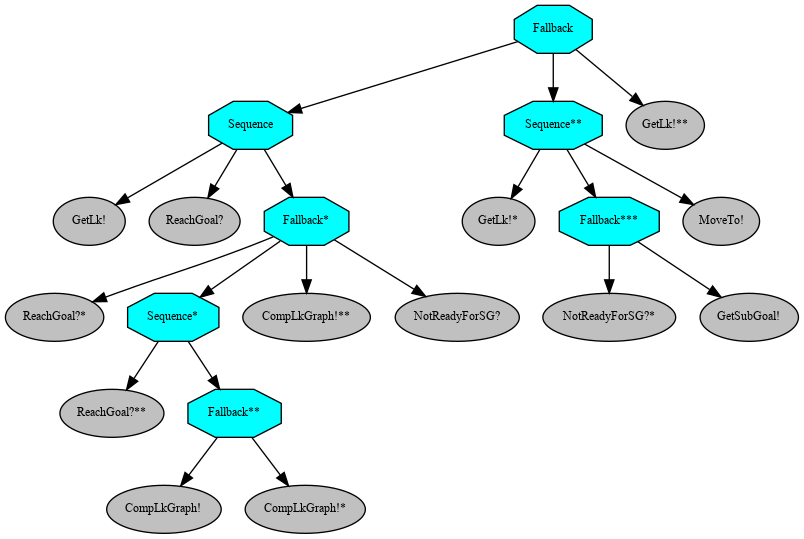 Fallback
Sequence
Sequence**
GetLk!**
GetLk!
ReachGoal?
Fallback*
GetLk!*
Fallback***
MoveTo!
ReachGoal?*
Sequence*
CompLkGraph!**
NotReadyForSG?
NotReadyForSG?*
GetSubGoal!
ReachGoal?**
Fallback**
CompLkGraph!
CompLkGraph!*